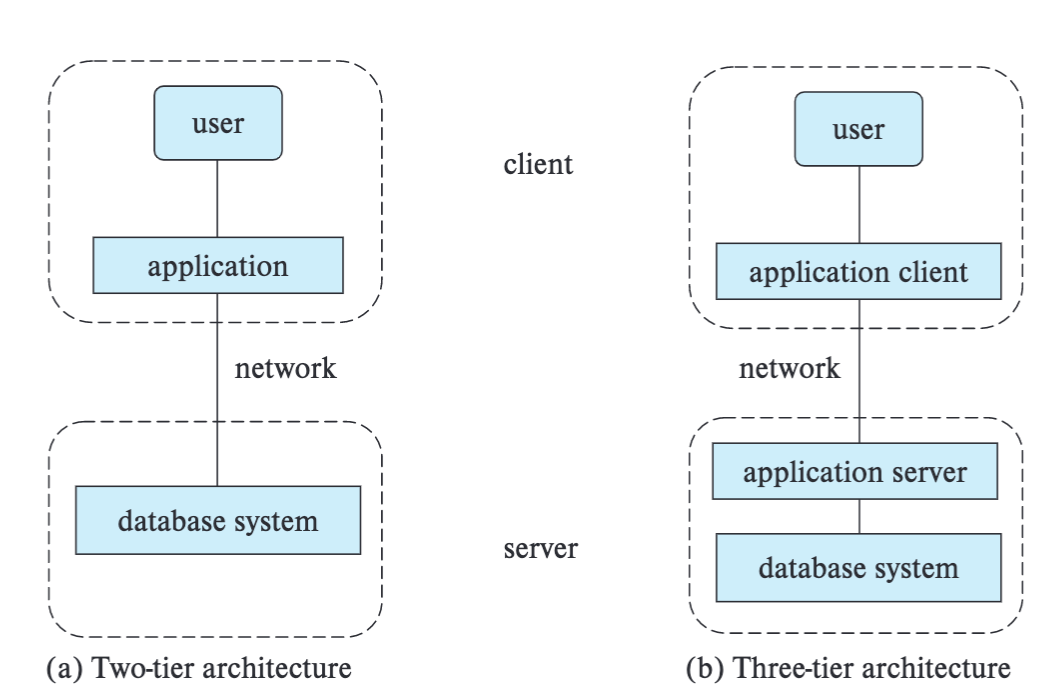 user
application
network
database system
(a) Two-tier architecture
client
server
user
application client
network
application server
database system
(b) Three-tier architecture